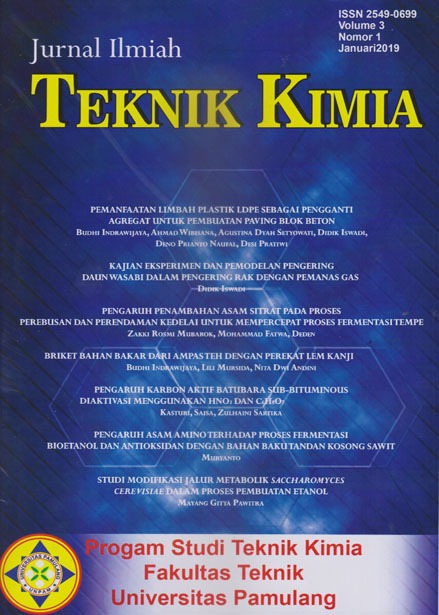 ISSN 2549-0699
Volume 3
Nomor 1
Januari2019
Jurnal Ilmiah
TEKNIK KIMIA
PEMANFAATAN LIMBAH PLASTIK LDPE SEBAGAI PENGGANTI
AGREGAT UNTUK PEMBUATAN PAVING BLOK BETON
BUDHI INDRAWIJAYA, AHMAD WIBISANA, AGUSTINA DYAH SETYOWATI, DIDIK ISWADI,
DENO PRIANTO NAUFAL, DESI PRATIWI
KAJIAN EKSPERIMEN DAN PEMODELAN PENGERING
DAUN WASABI DALAM PENGERING RAK DENGAN PEMANAS GAS
DIDIK ISWADI
PENGARUH PENAMBAHAN ASAM SITRAT PADA PROSES
PEREBUSAN DAN PERENDAMAN KEDELAI UNTUK MEMPERCEPAT PROSES FERMENTASI TEMPE
ZAKKI ROSMI MUBAROK, MOHAMMAD FATWA, DEDEN
BRIKET BAHAN BAKAR DARI AMPAS TEH DENGAN PEREKAT LEM KANJI
BUDHI INDRAWIJAYA, LILI MURSIDA, NITA DWI ANDINI
PENGARUH KARBON AKTIF BATUBARA SUB-BITUMINOUS
DIAKTIVASI MENGGUNAKAN HNO3 DAN C6H8O7
KASTURI, SAISA, ZULHAINI SARTIKA
PENGARUH ASAM AMINO TERHADAP PROSES FERMENTASI
BIOETANOL DAN ANTIOKSIDAN DENGAN BAHAN BAKU TANDAN KOSONG SAWIT
MURYANTO
STUDI MODIFIKASI JALUR METABOLIK SACCHAROMYCES
CEREVISIAE DALAM PROSES PEMBUATAN ETANOL
MAYANG GITTA PAWITRA
UNIVERSITAS PAMULANG
UNPAM
Progam Studi Teknik Kimia
Fakultas Teknik
Universitas Pamulang